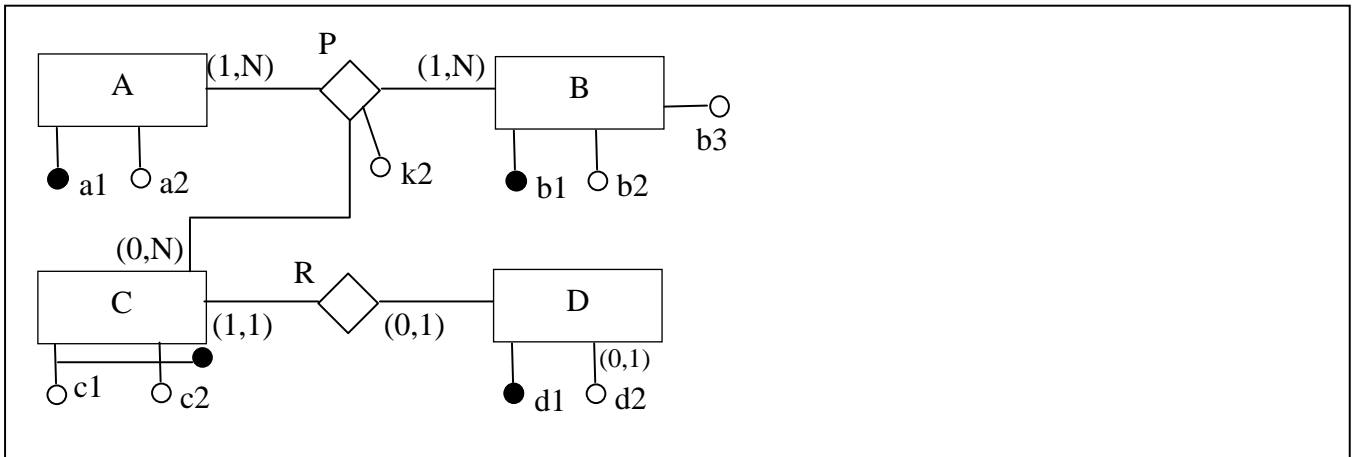 P
A (1,N) (1,N) B
b3
a1 a2 k2 b1 b2
(0,N)
C R D
(1,1) (0,1) (0,1)
c1 c2 d1 d2